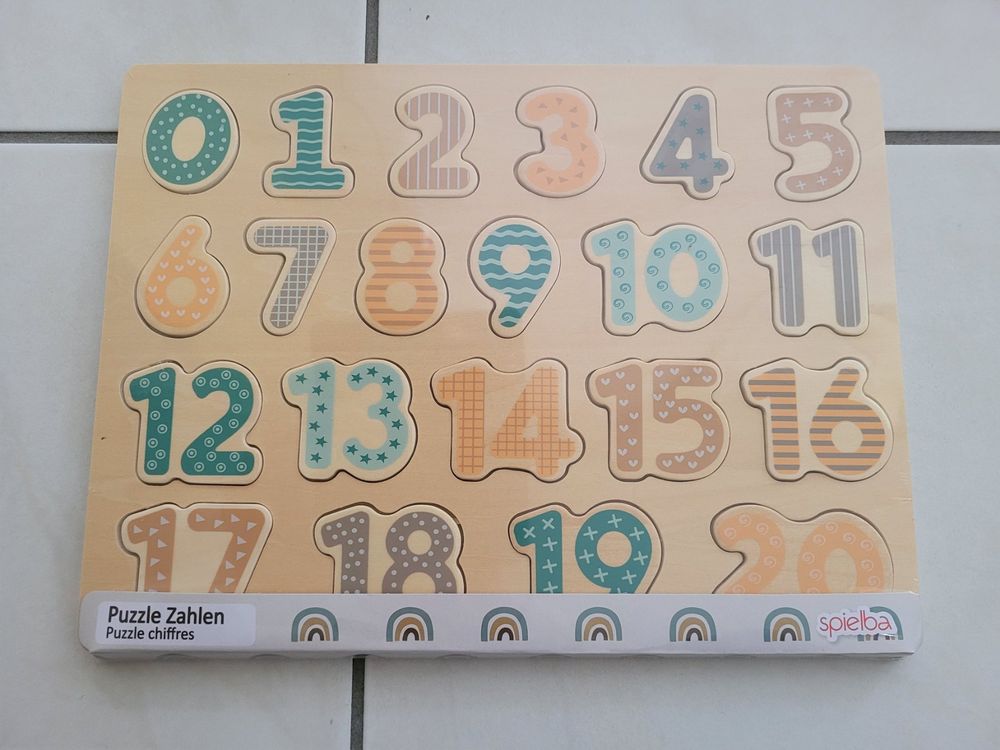 0 1 2 3 4 5
6 7 8 9 10 11
12 13 14 15 16
17 18 19 20
Puzzle Zahlen
Puzzle chiffres
spielba